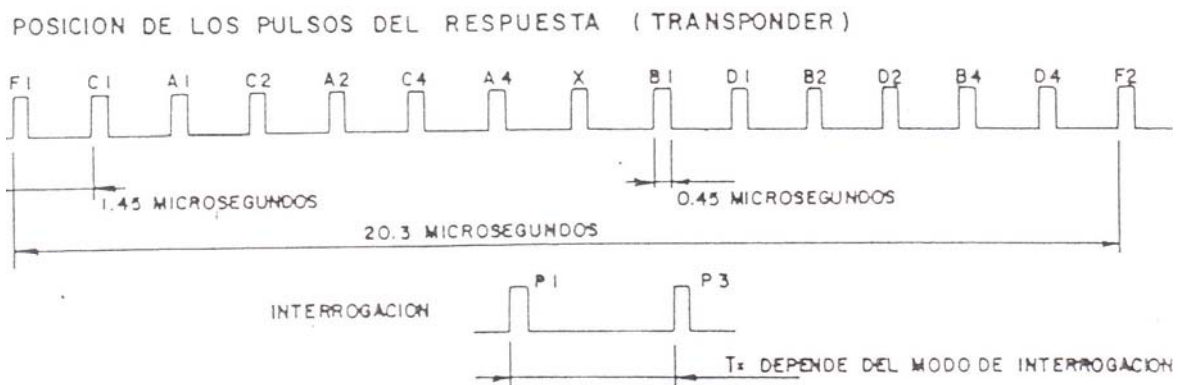 POSICION DE LOS PULSOS DEL RESPUESTA (TRANSPONDER)
F1 C1 A1 C2 A2 C4 A4 X B1 D1 B2 D2 B4 D4 F2
1.45 MICROSEGUNDOS 0.45 MICROSEGUNDOS
20.3 MICROSEGUNDOS
P1 P3
INTERROGACION
T= DEPENDE DEL MODO DE INTERROGACION